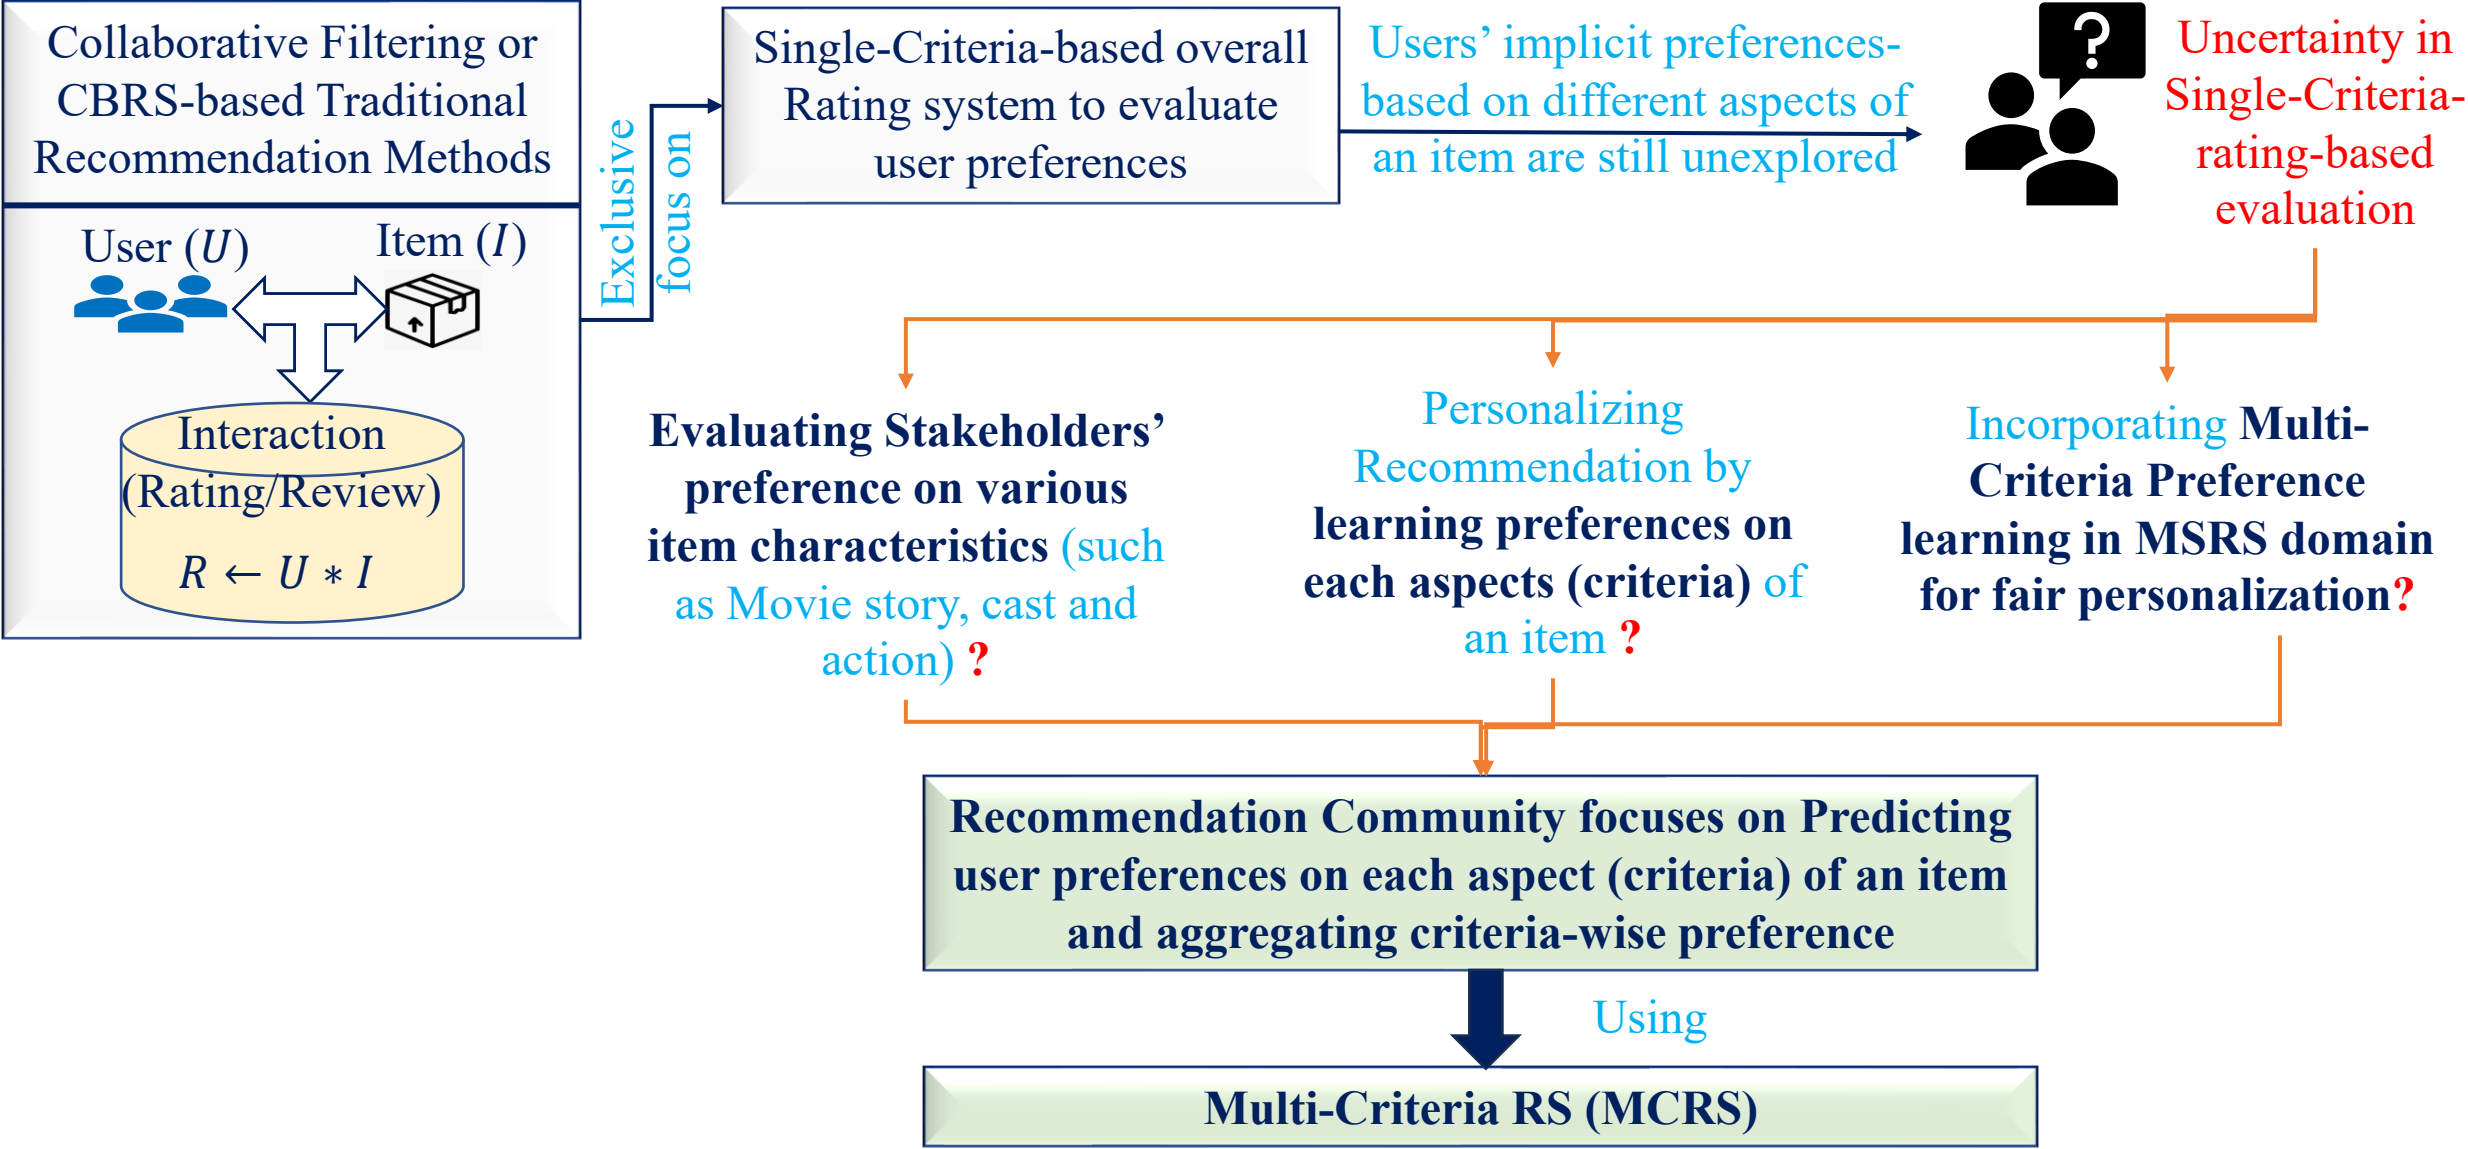 Collaborative Filtering or
CBRS-based Traditional
Recommendation Methods
User (U)
Item (I)
Interaction
(Rating/Review)
R ← U ∗ I
Exclusive
focus on
Single-Criteria-based overall
Rating system to evaluate
user preferences
Users’ implicit preferences-
based on different aspects of
an item are still unexplored
?
Uncertainty in
Single-Criteria-
rating-based
evaluation
Evaluating Stakeholders’
preference on various
item characteristics (such
as Movie story, cast and
action) ?
Personalizing
Recommendation by
learning preferences on
each aspects (criteria) of
an item ?
Incorporating Multi-
Criteria Preference
learning in MSRS domain
for fair personalization?
Recommendation Community focuses on Predicting
user preferences on each aspect (criteria) of an item
and aggregating criteria-wise preference
Using
Multi-Criteria RS (MCRS)